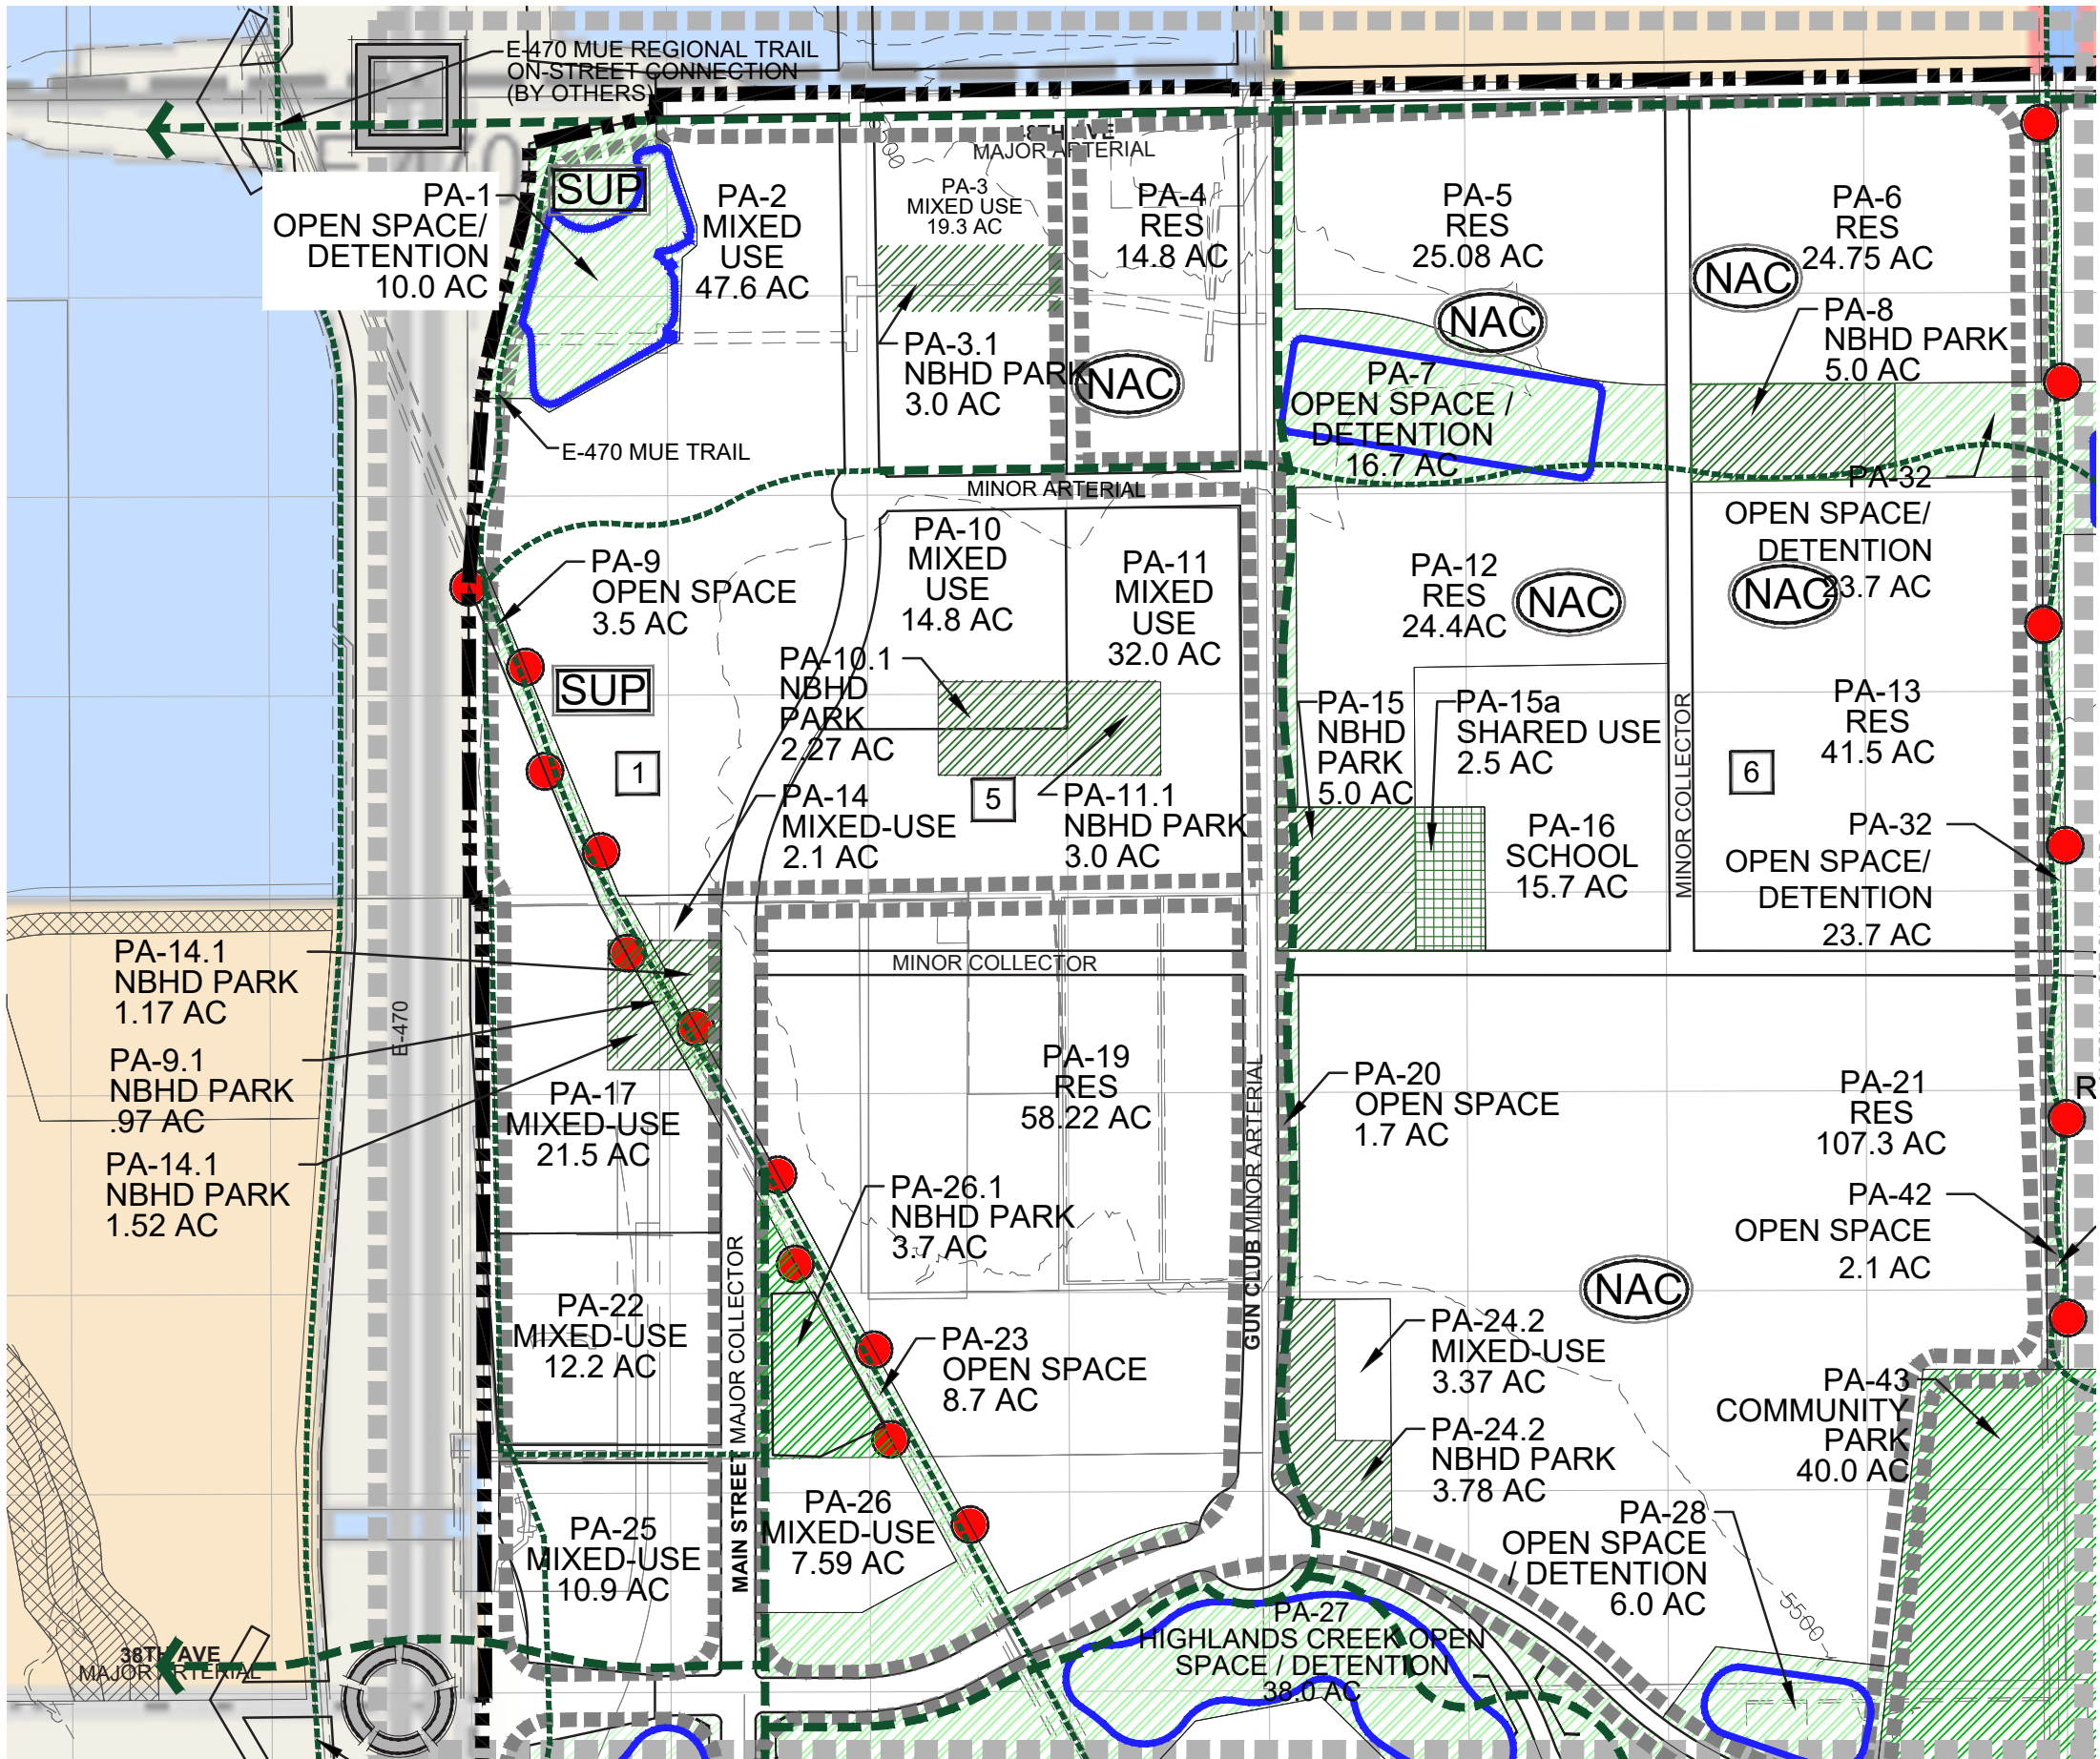 E-470 MUE REGIONAL TRAIL
ON-STREET CONNECTION
(BY OTHERS)
48TH AVE
MAJOR ARTERIAL
PA-1
OPEN SPACE/
DETENTION
10.0 AC
SUP
PA-2
MIXED
USE
47.6 AC
PA-3
MIXED USE
19.3 AC
PA-4
RES
14.8 AC
PA-5
RES
25.08 AC
PA-6
RES
24.75 AC
NAC
NAC
PA-8
NBHD PARK
5.0 AC
PA-3.1
NBHD PARK
3.0 AC
NAC
PA-7
OPEN SPACE /
DETENTION
16.7 AC
E-470 MUE TRAIL
MINOR ARTERIAL
PA-32
OPEN SPACE/
DETENTION
23.7 AC
PA-9
OPEN SPACE
3.5 AC
SUP
1
PA-10
MIXED
USE
14.8 AC
PA-11
MIXED
USE
32.0 AC
PA-12
RES
24.4AC
NAC
NAC
PA-10.1
NBHD
PARK
2.27 AC
PA-13
RES
41.5 AC
6
PA-15
NBHD
PARK
5.0 AC
PA-15a
SHARED USE
2.5 AC
MINOR COLLECTOR
PA-14
MIXED-USE
2.1 AC
5
PA-11.1
NBHD PARK
3.0 AC
PA-16
SCHOOL
15.7 AC
PA-32
OPEN SPACE/
DETENTION
23.7 AC
PA-14.1
NBHD PARK
1.17 AC
MINOR COLLECTOR
E-470
PA-9.1
NBHD PARK
.97 AC
PA-14.1
NBHD PARK
1.52 AC
PA-17
MIXED-USE
21.5 AC
PA-19
RES
58.22 AC
GUN CLUB MINOR ARTERIAL
PA-20
OPEN SPACE
1.7 AC
PA-21
RES
107.3 AC
R
PA-26.1
NBHD PARK
3.7 AC
PA-42
OPEN SPACE
2.1 AC
NAC
PA-22
MIXED-USE
12.2 AC
MAIN STREET MAJOR COLLECTOR
PA-23
OPEN SPACE
8.7 AC
PA-24.2
MIXED-USE
3.37 AC
PA-43
COMMUNITY
PARK
40.0 AC
PA-24.2
NBHD PARK
3.78 AC
PA-25
MIXED-USE
10.9 AC
PA-26
MIXED-USE
7.59 AC
PA-28
OPEN SPACE
/ DETENTION
6.0 AC
5500
PA-27
HIGHLANDS CREEK OPEN
SPACE / DETENTION
38.0 AC
38TH AVE
MAJOR ARTERIAL